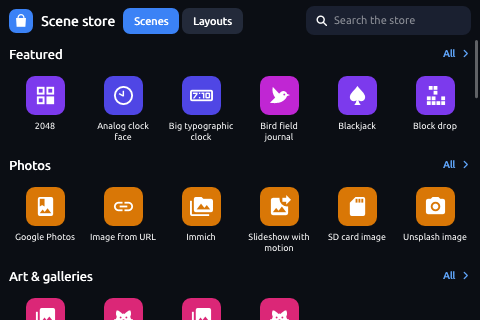 Scene store
Scenes
Layouts
Search the store
Featured
All
2048
Analog clock
face
7:10
Big typographic
clock
Bird field
journal
Blackjack
Block drop
Photos
All
Google Photos
Image from URL
Immich
Slideshow with
motion
SD card image
Unsplash image
Art & galleries
All